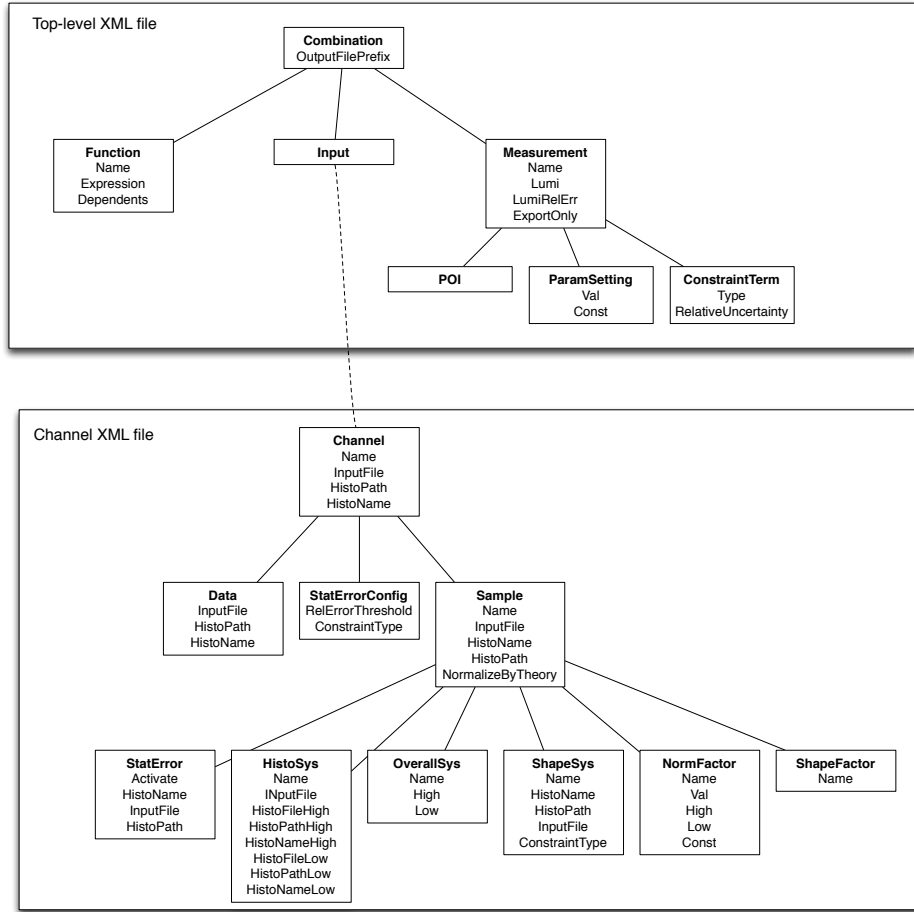 Top-level XML file
Combination
OutputFilePrefix
Function
Name
Expression
Dependents
Input
Measurement
Name
Lumi
LumiRelErr
ExportOnly
POI
ParamSetting
Val
Const
ConstraintTerm
Type
RelativeUncertainty
Channel XML file
Channel
Name
InputFile
HistoPath
HistoName
Data
InputFile
HistoPath
HistoName
StatErrorConfig
RelErrorThreshold
ConstraintType
Sample
Name
InputFile
HistoName
HistoPath
NormalizeByTheory
StatError
Activate
HistoName
InputFile
HistoPath
HistoSys
Name
INputFile
HistoFileHigh
HistoPathHigh
HistoNameHigh
HistoFileLow
HistoPathLow
HistoNameLow
OverallSys
Name
High
Low
ShapeSys
Name
HistoName
HistoPath
InputFile
ConstraintType
NormFactor
Name
Val
High
Low
Const
ShapeFactor
Name